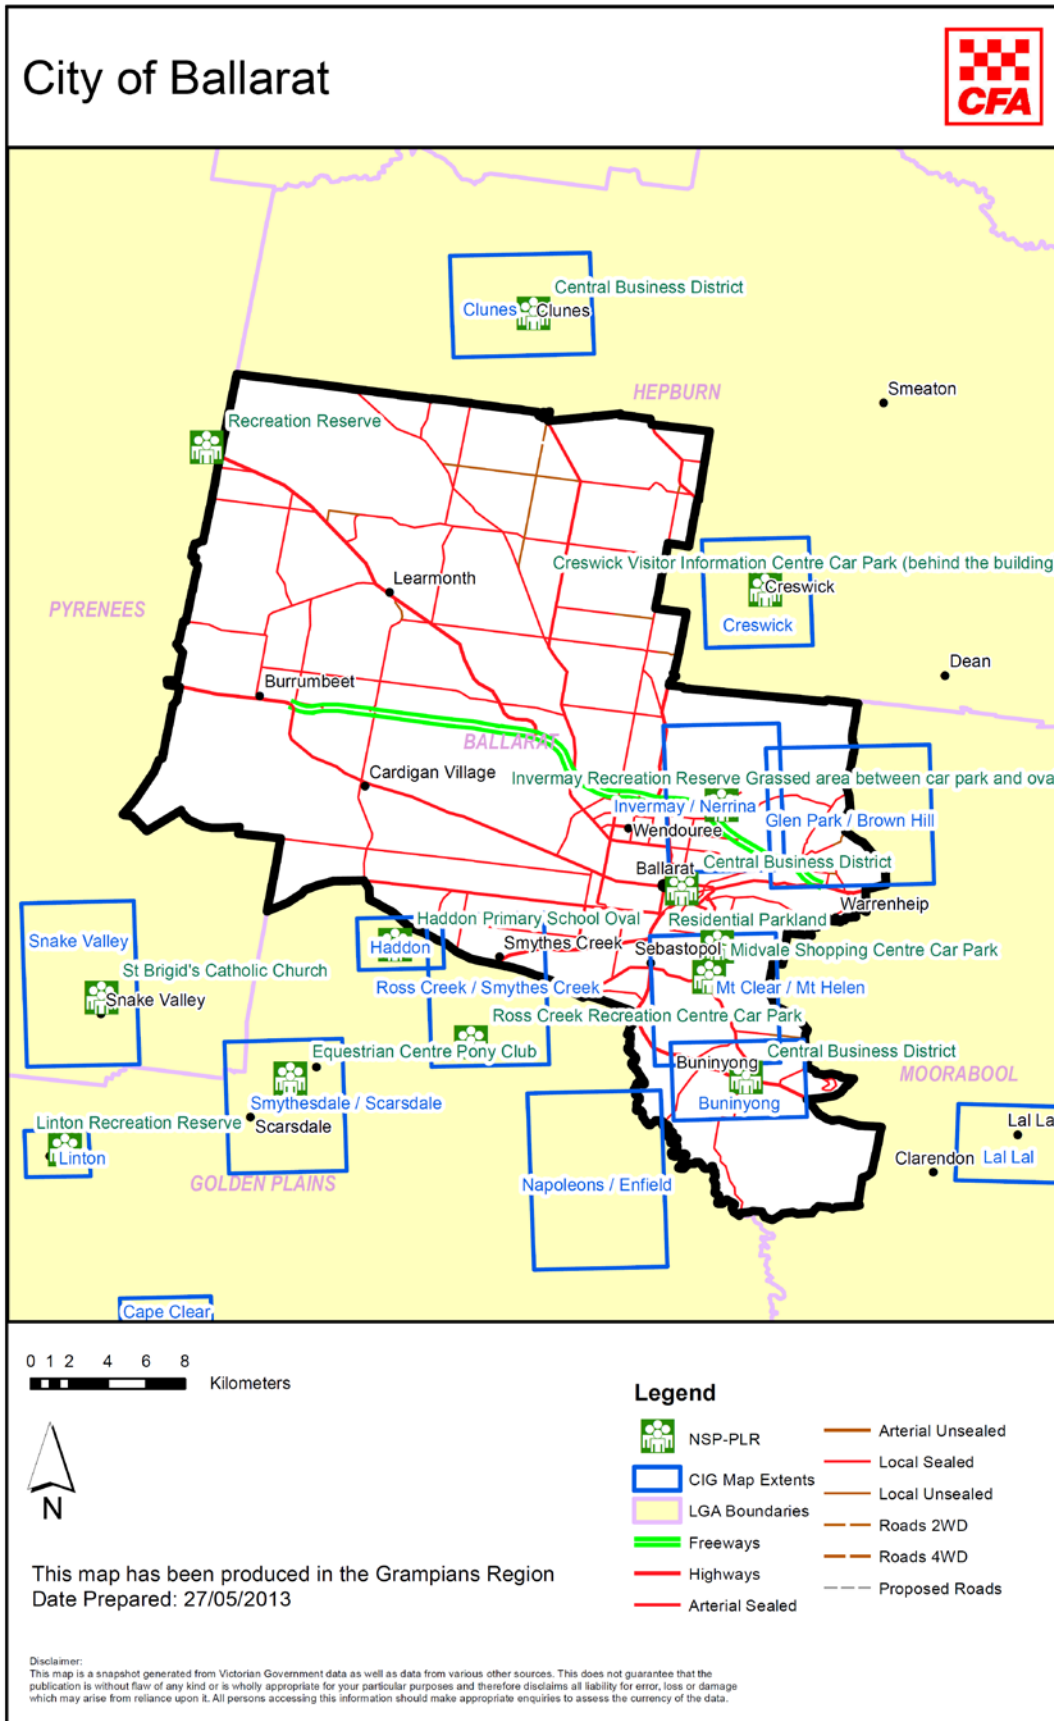 City of Ballarat
CFA
Central Business District
Clunes
Clunes
HEPBURN
Smeaton
Recreation Reserve
Creswick Visitor Information Centre Car Park (behind the building
Learmonth
Creswick
PYRENEES
Creswick
Dean
Burrumbeet
BALLARAT
Cardigan Village
Invermay Recreation Reserve Grassed area between car park and ova
Invermay / Nerrina
Glen Park / Brown Hill
Wendouree
Ballarat
Central Business District
Warrenheip
Haddon Primary School Oval
Residential Parkland
Snake Valley
Haddon
Smythes Creek
Sebastopol
Midvale Shopping Centre Car Park
St Brigid's Catholic Church
Ross Creek / Smythes Creek
Mt Clear / Mt Helen
Snake Valley
Ross Creek Recreation Centre Car Park
Equestrian Centre Pony Club
Central Business District
Buninyong
MOORABOOL
Smythesdale / Scarsdale
Buninyong
Linton Recreation Reserve
Scarsdale
Lal La
Linton
Clarendon
Lal Lal
GOLDEN PLAINS
Napoleons / Enfield
Cape Clear
0 1 2 4 6 8
Kilometers
N
Legend
NSP-PLR
CIG Map Extents
LGA Boundaries
Freeways
Highways
Arterial Sealed
Arterial Unsealed
Local Sealed
Local Unsealed
Roads 2WD
Roads 4WD
Proposed Roads
This map has been produced in the Grampians Region
Date Prepared: 27/05/2013
Disclaimer:
This map is a snapshot generated from Victorian Government data as well as data from various other sources. This does not guarantee that the
publication is without flaw of any kind or is wholly appropriate for your particular purposes and therefore disclaims all liability for error, loss or damage
which may arise from reliance upon it. All persons accessing this information should make appropriate enquiries to assess the currency of the data.